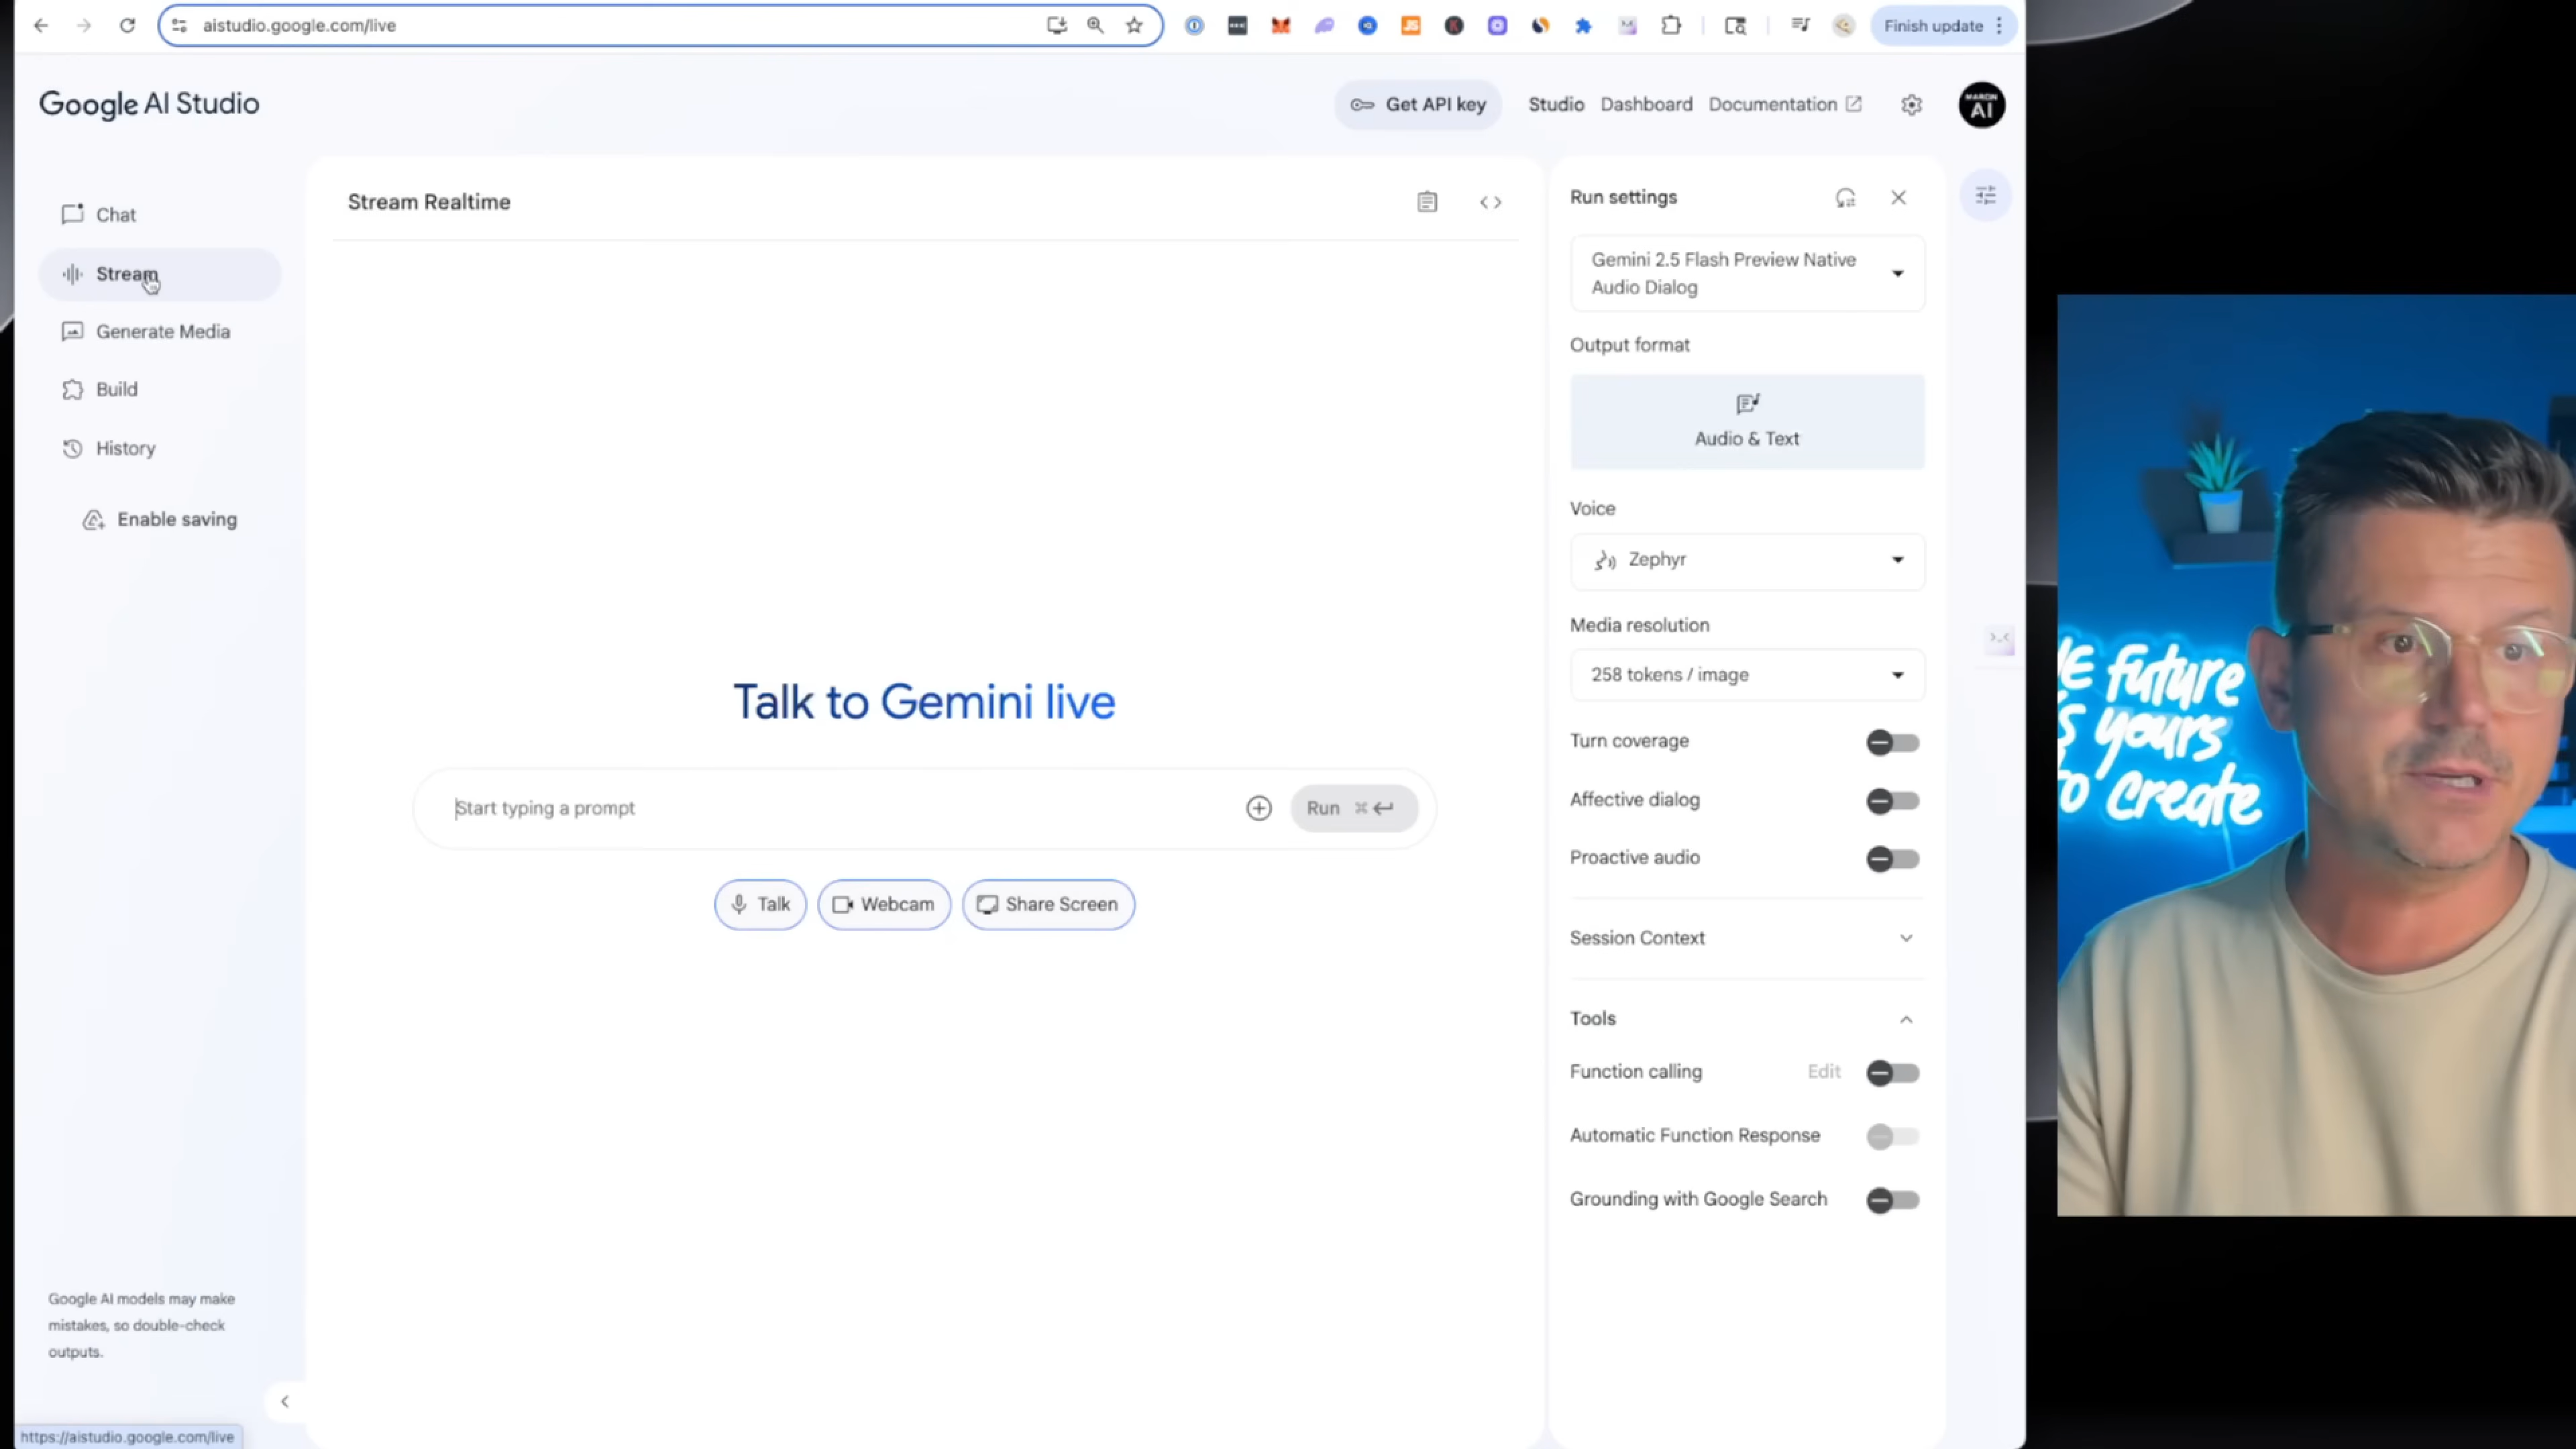 aistudio.google.com/live
Finish update
Google AI Studio
Get API key
Studio
Dashboard
Documentation
MARON
AI
Chat
Stream
Generate Media
Build
History
Enable saving
Stream Realtime
Talk to Gemini live
Start typing a prompt
Run
Talk
Webcam
Share Screen
Run settings
Gemini 2.5 Flash Preview Native
Audio Dialog
Output format
Audio & Text
Voice
Zephyr
Media resolution
258 tokens / image
Turn coverage
Affective dialog
Proactive audio
Session Context
Tools
Function calling
Edit
Automatic Function Response
Grounding with Google Search
Google AI models may make
mistakes, so double-check
outputs.
https://aistudio.google.com/live
future
yours
create